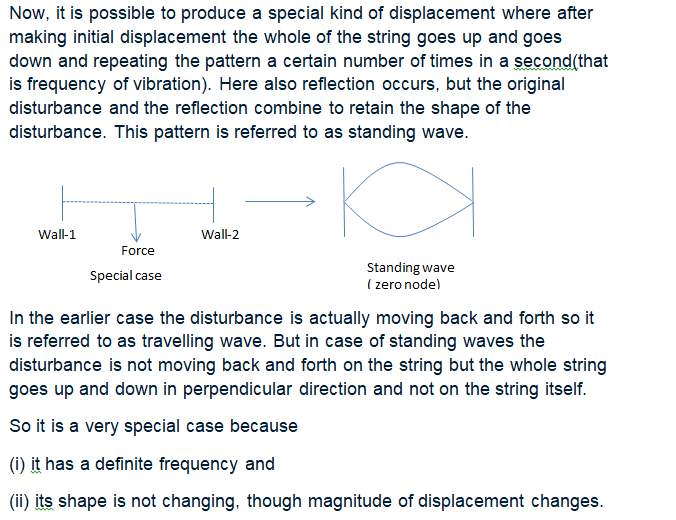 Now, it is possible to produce a special kind of displacement where after
making initial displacement the whole of the string goes up and goes
down and repeating the pattern a certain number of times in a second(that
is frequency of vibration). Here also reflection occurs, but the original
disturbance and the reflection combine to retain the shape of the
disturbance. This pattern is referred to as standing wave.
Wall-1
Wall-2
Force
Special case
Standing wave
( zero node)
In the earlier case the disturbance is actually moving back and forth so it
is referred to as travelling wave. But in case of standing waves the
disturbance is not moving back and forth on the string but the whole string
goes up and down in perpendicular direction and not on the string itself.
So it is a very special case because
(i) it has a definite frequency and
(ii) its shape is not changing, though magnitude of displacement changes.